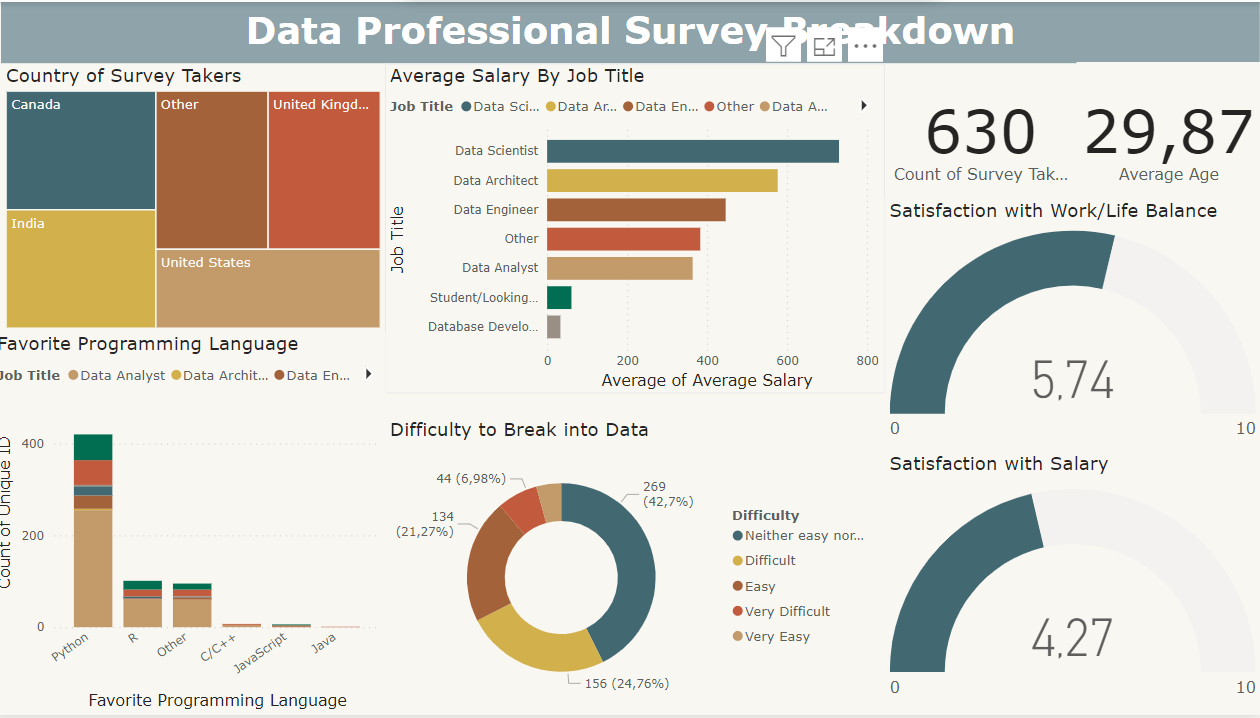 Data Professional Survey Breakdown
Country of Survey Takers
Canada
Other
United Kingd...
India
United States
Average Salary By Job Title
Job Title Data Sci... Data Ar... Data En... Other Data A...
Job Title
Data Scientist
Data Architect
Data Engineer
Other
Data Analyst
Student/Looking...
Database Develo...
0 200 400 600 800
Average of Average Salary
630
Count of Survey Tak...
29,87
Average Age
Satisfaction with Work/Life Balance
5,74
0 10
Favorite Programming Language
Job Title Data Analyst Data Archit... Data En...
Count of Unique ID
400
200
0
Python R Other C/C++ JavaScript Java
Favorite Programming Language
Difficulty to Break into Data
44 (6,98%)
269
(42,7%)
134
(21,27%)
156 (24,76%)
Difficulty
Neither easy nor...
Difficult
Easy
Very Difficult
Very Easy
Satisfaction with Salary
4,27
0 10